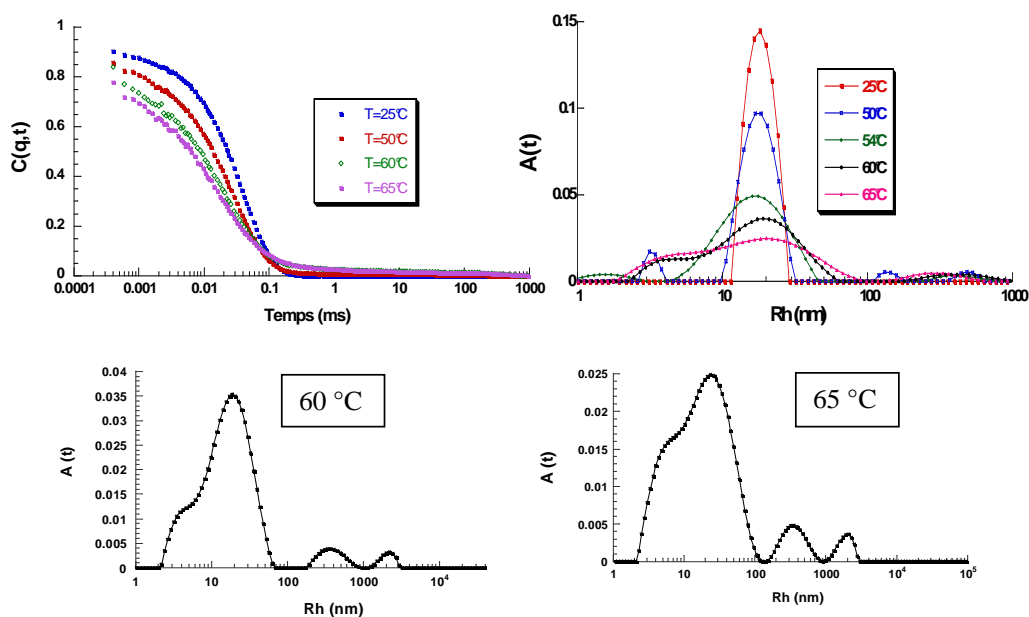 C(q,t)
1
0.8
0.6
0.4
0.2
0
0.0001
0.001
0.01
0.1
1
10
100
1000
Temps (ms)
T=25°C
T=50°C
T=60°C
T=65°C
A(t)
0.15
0.1
0.05
0
1
10
100
1000
Rh (nm)
25°C
50°C
54°C
60°C
65°C
60 °C
A (t)
0.04
0.035
0.03
0.025
0.02
0.015
0.01
0.005
0
1
10
100
1000
10⁴
Rh (nm)
65 °C
A (t)
0.025
0.02
0.015
0.01
0.005
0
1
10
100
1000
10⁴
10⁵
Rh (nm)